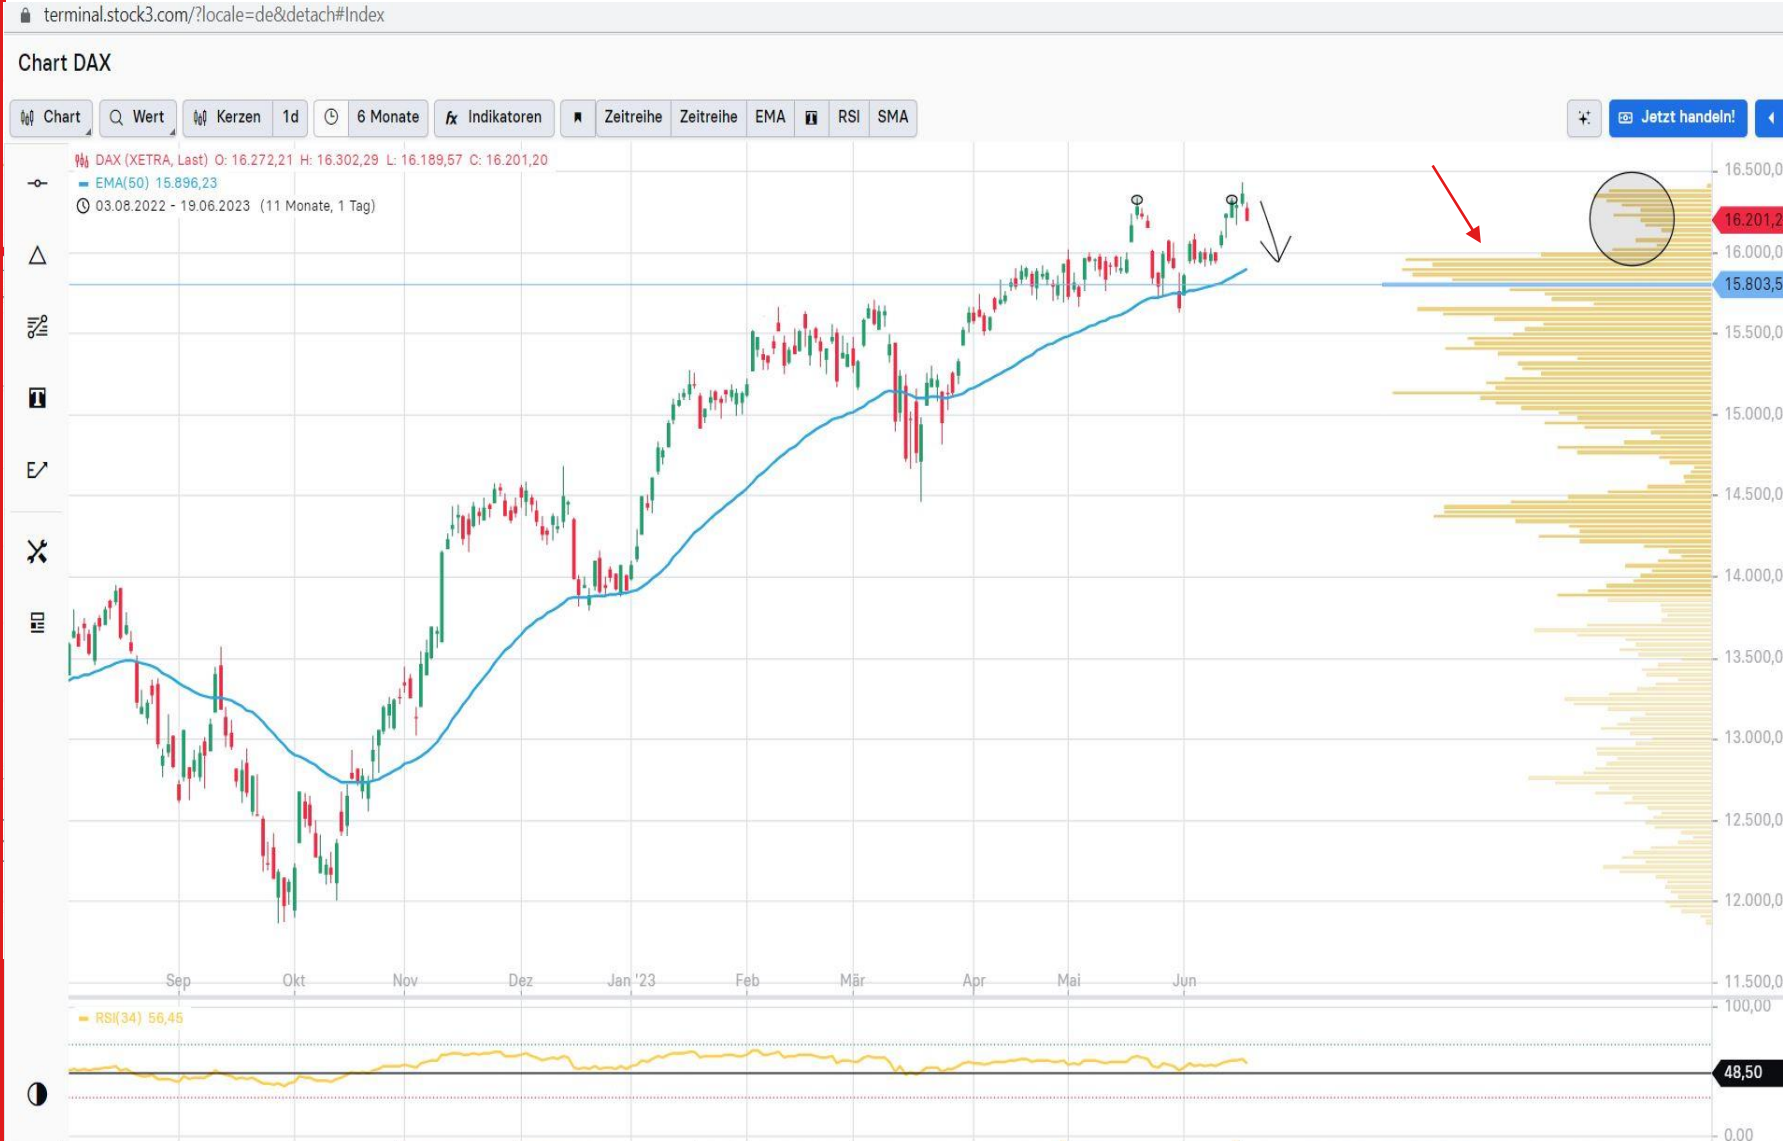 terminal.stock3.com/?locale=de&detach#Index
Chart DAX
Chart Wert Kerzen 1d 6 Monate fx Indikatoren Zeitreihe Zeitreihe EMA T RSI SMA Jetzt handeln!
DAX (XETRA, Last) O: 16.272,21 H: 16.302,29 L: 16.189,57 C: 16.201,20
EMA(50) 15.896,23
03.08.2022 - 19.06.2023 (11 Monate, 1 Tag)
16.500,0
16.201,2
16.000,0
15.803,5
15.500,0
15.000,0
14.500,0
14.000,0
13.500,0
13.000,0
12.500,0
12.000,0
11.500,0
Sep Okt Nov Dez Jan '23 Feb Mär Apr Mai Jun
100,00
RSI(34) 56,45
48,50
0,00